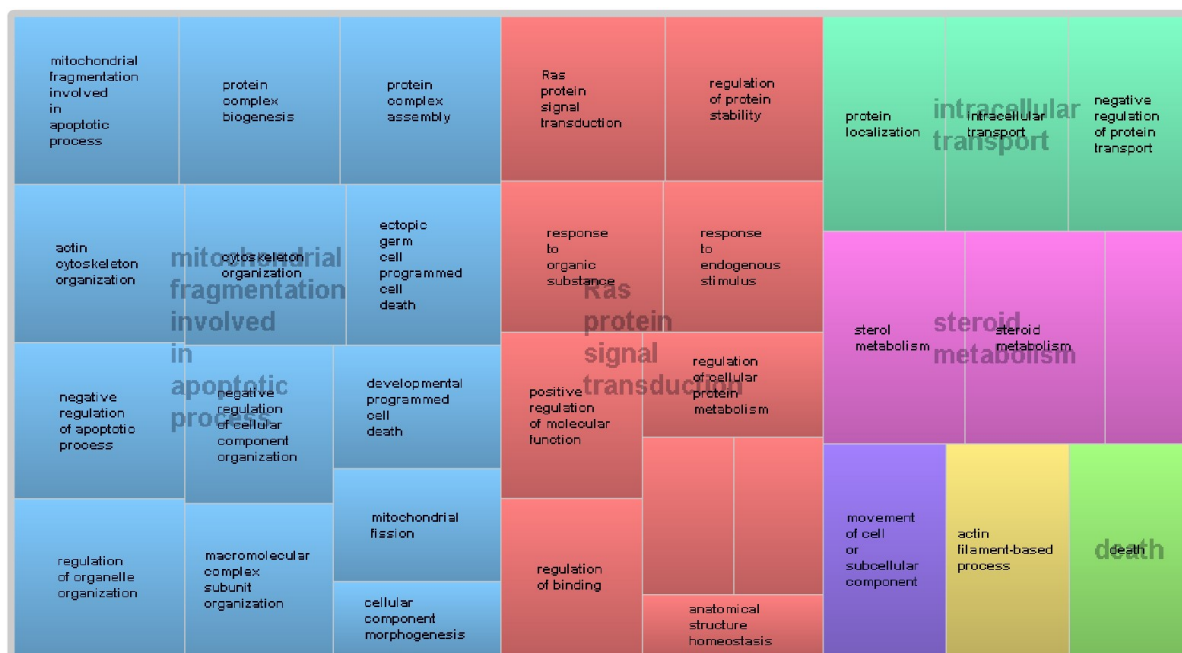 mitochondrial
fragmentation
involved
in
apoptotic
process
protein
complex
biogenesis
protein
complex
assembly
actin
cytoskeleton
organization
cytoskeleton
organization
ectopic
germ
cell
programmed
cell
death
negative
regulation
of apoptotic
process
negative
regulation
of cellular
component
organization
developmental
programmed
cell
death
mitochondrial
fission
regulation
of organelle
organization
macromolecular
complex
subunit
organization
cellular
component
morphogenesis
mitochondrial
fragmentation
involved
in
apoptotic
process
Ras
protein
signal
transduction
regulation
of protein
stability
response
to
organic
substance
response
to
endogenous
stimulus
positive
regulation
of molecular
function
regulation
of cellular
protein
metabolism
regulation
of binding
anatomical
structure
homeostasis
Ras
protein
signal
transduction
protein
localization
intracellular
transport
negative
regulation
of protein
transport
intracellular
transport
sterol
metabolism
steroid
metabolism
steroid
metabolism
movement
of cell
or
subcellular
component
actin
filament-based
process
death
death